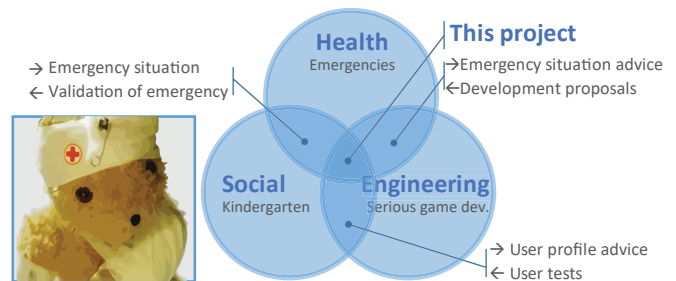 Health
Emergencies
This project
→ Emergency situation
← Validation of emergency
→Emergency situation advice
←Development proposals
Social
Kindergarten
Engineering
Serious game dev.
→ User profile advice
← User tests